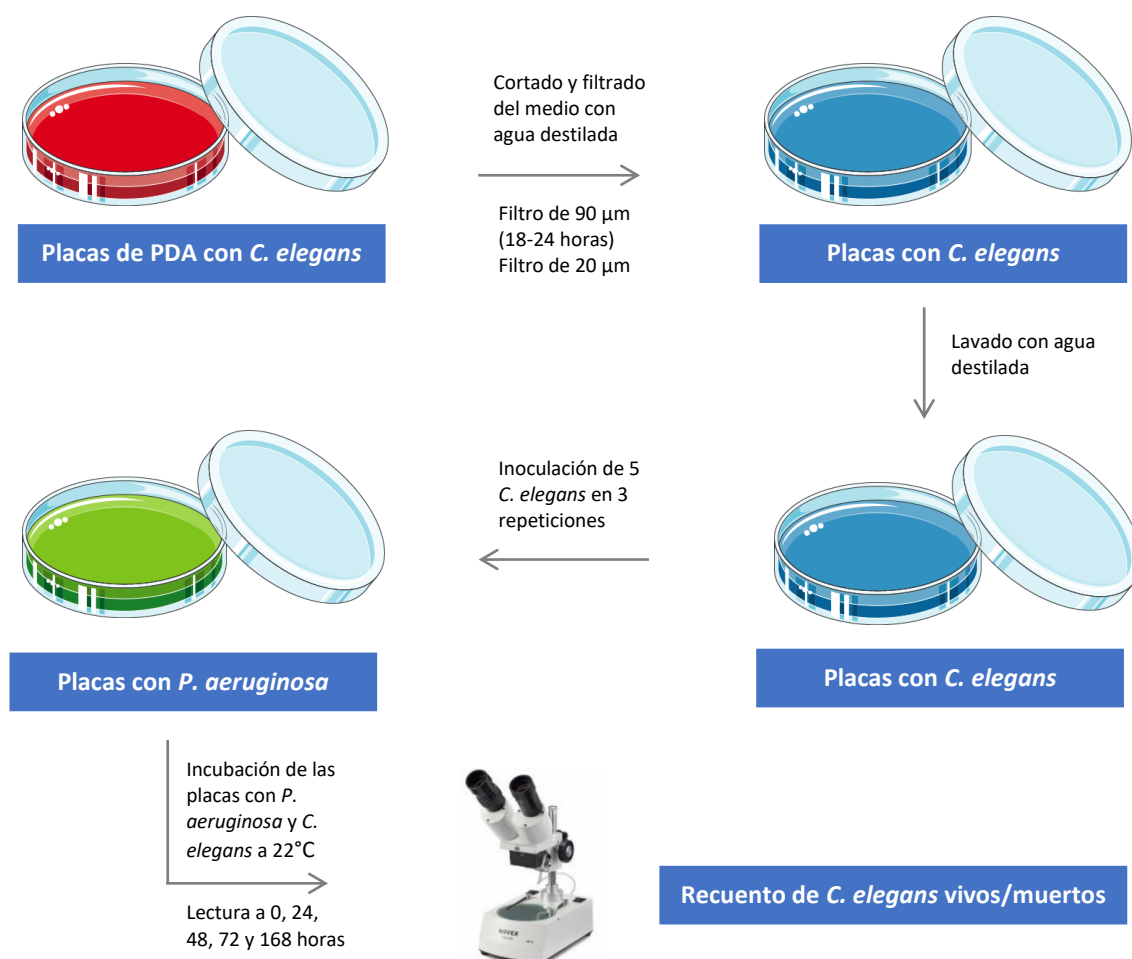 Cortado y filtrado
del medio con
agua destilada
Filtro de 90 µm
(18-24 horas)
Filtro de 20 µm
Placas de PDA con C. elegans
Placas con C. elegans
Lavado con agua
destilada
Inoculación de 5
C. elegans en 3
repeticiones
Placas con P. aeruginosa
Placas con C. elegans
Incubación de las
placas con P.
aeruginosa y C.
elegans a 22°C
Lectura a 0, 24,
48, 72 y 168 horas
NOVEX
Recuento de C. elegans vivos/muertos